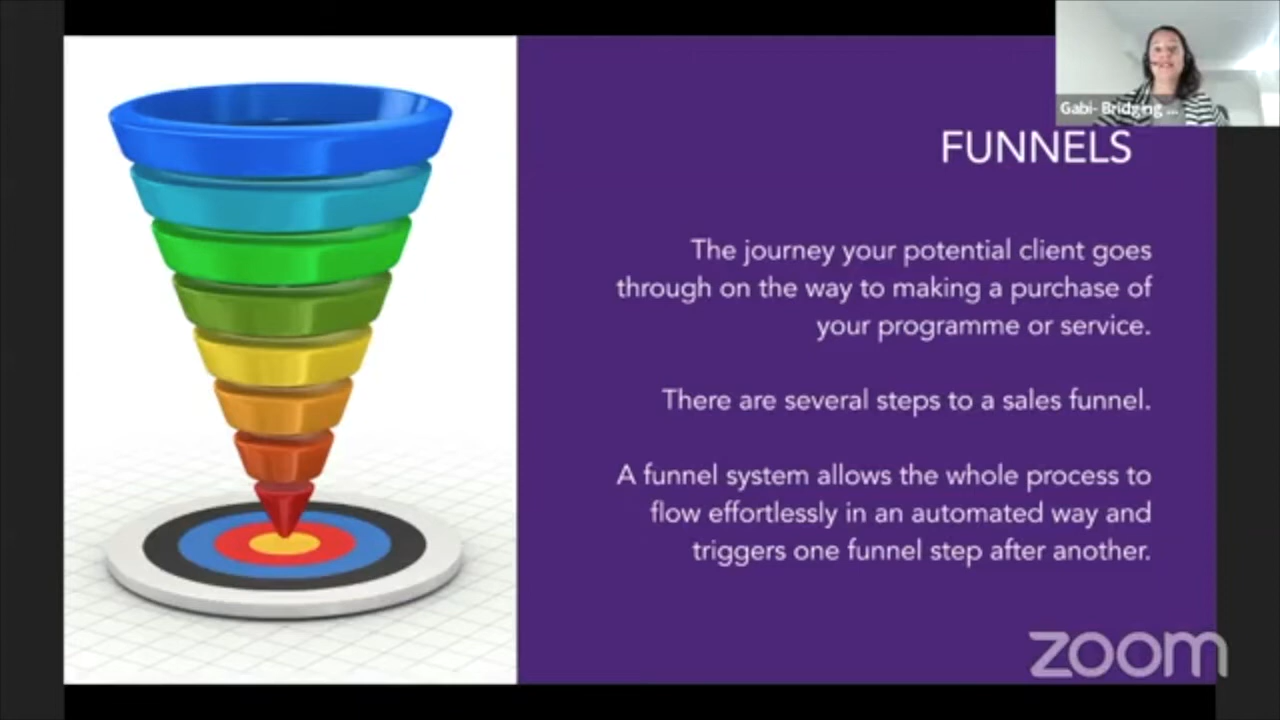 Gabi- Bridging ...
FUNNELS
The journey your potential client goes
through on the way to making a purchase of
your programme or service.
There are several steps to a sales funnel.
A funnel system allows the whole process to
flow effortlessly in an automated way and
triggers one funnel step after another.
zoom